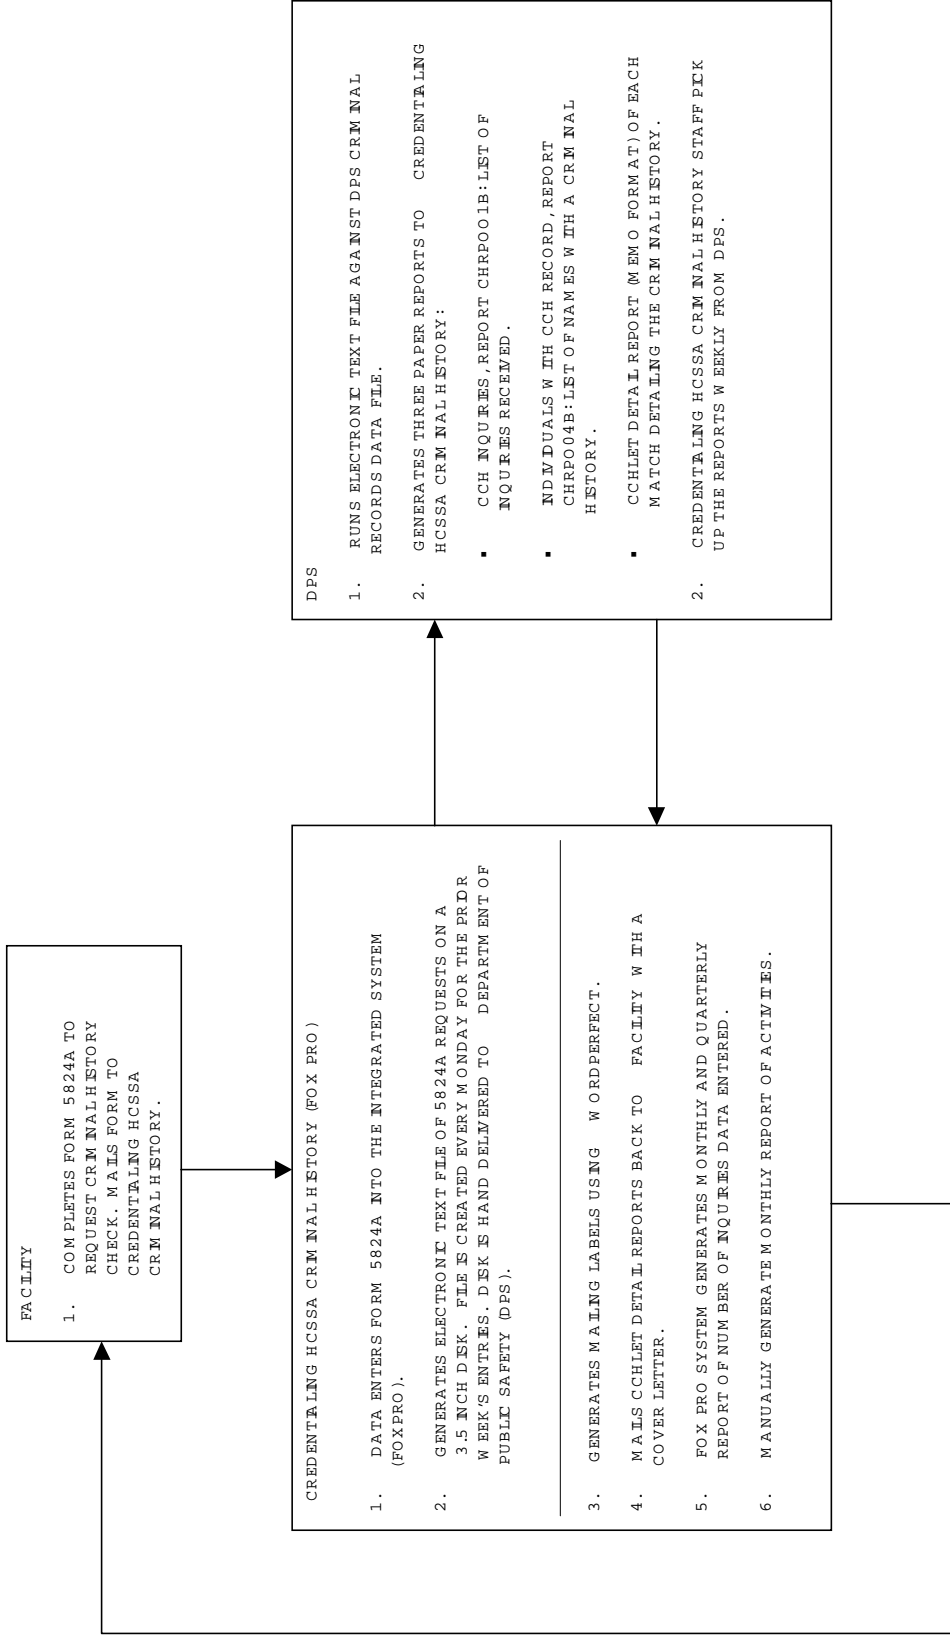 FACILITY
1. COMPLETES FORM 5824A TO
REQUEST CRIMINAL HISTORY
CHECK. MAILS FORM TO
CREDENTIALING HCSSA
CRIMINAL HISTORY.
CREDENTIALING HCSSA CRIMINAL HISTORY (FOX PRO)
1. DATA ENTERS FORM 5824A INTO THE INTEGRATED SYSTEM
(FOXPRO).
2. GENERATES ELECTRONIC TEXT FILE OF 5824A REQUESTS ON A
3.5 INCH DISK. FILE IS CREATED EVERY MONDAY FOR THE PRIOR
WEEK'S ENTRIES. DISK IS HAND DELIVERED TO DEPARTMENT OF
PUBLIC SAFETY (DPS).
3. GENERATES MAILING LABELS USING WORDPERFECT.
4. MAILS CCHLET DETAIL REPORTS BACK TO FACILITY WITH A
COVER LETTER.
5. FOX PRO SYSTEM GENERATES MONTHLY AND QUARTERLY
REPORT OF NUMBER OF INQUIRIES DATA ENTERED.
6. MANUALLY GENERATE MONTHLY REPORT OF ACTIVITIES.
DPS
1. RUNS ELECTRONIC TEXT FILE AGAINST DPS CRIMINAL
RECORDS DATA FILE.
2. GENERATES THREE PAPER REPORTS TO CREDENTIALING
HCSSA CRIMINAL HISTORY:
▪ CCH INQUIRIES, REPORT CHRPOO1B: LIST OF
INQUIRIES RECEIVED.
▪ INDIVIDUALS WITH CCH RECORD, REPORT
CHRPO04B: LIST OF NAMES WITH A CRIMINAL
HISTORY.
▪ CCHLET DETAIL REPORT (MEMO FORMAT) OF EACH
MATCH DETAILING THE CRIMINAL HISTORY.
2. CREDENTIALING HCSSA CRIMINAL HISTORY STAFF PICK
UP THE REPORTS WEEKLY FROM DPS.